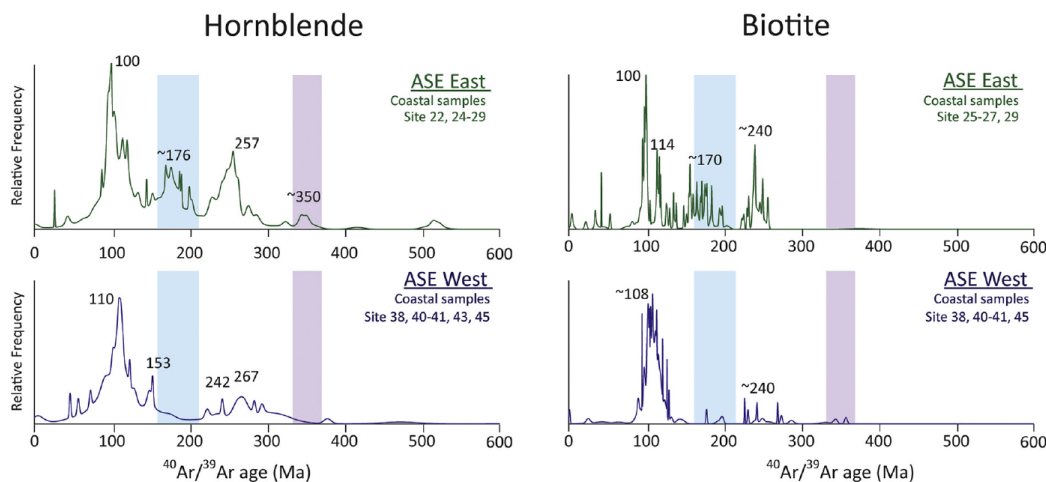 Hornblende
Relative Frequency
100
~176
257
~350
ASE East
Coastal samples
Site 22, 24-29
0 100 200 300 400 500 600
Relative Frequency
110
153
242
267
ASE West
Coastal samples
Site 38, 40-41, 43, 45
0 100 200 300 400 500 600
⁴⁰Ar/³⁹Ar age (Ma)
Biotite
100
114
~170
~240
ASE East
Coastal samples
Site 25-27, 29
0 100 200 300 400 500 600
~108
~240
ASE West
Coastal samples
Site 38, 40-41, 45
0 100 200 300 400 500 600
⁴⁰Ar/³⁹Ar age (Ma)